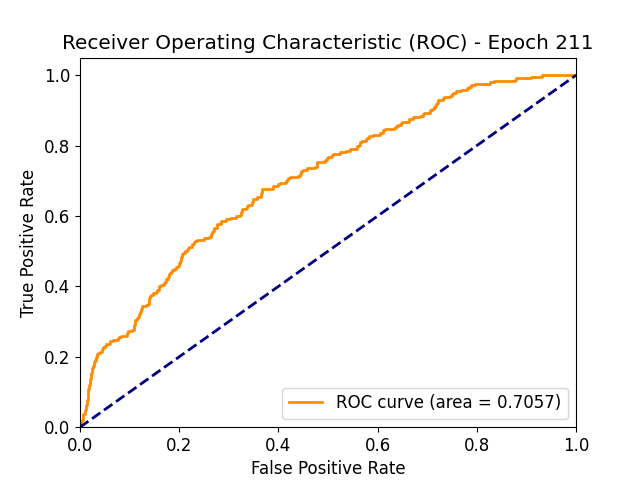 Receiver Operating Characteristic (ROC) - Epoch 211
True Positive Rate
1.0
0.8
0.6
0.4
0.2
0.0
ROC curve (area = 0.7057)
0.0 0.2 0.4 0.6 0.8 1.0
False Positive Rate